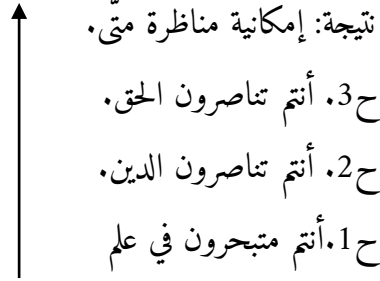 نتيجة: إمكانية مناظرة متّى.
ح3. أنتم تناصرون الحق.
ح2. أنتم تناصرون الدين.
ح1.أنتم متبحرون في علم